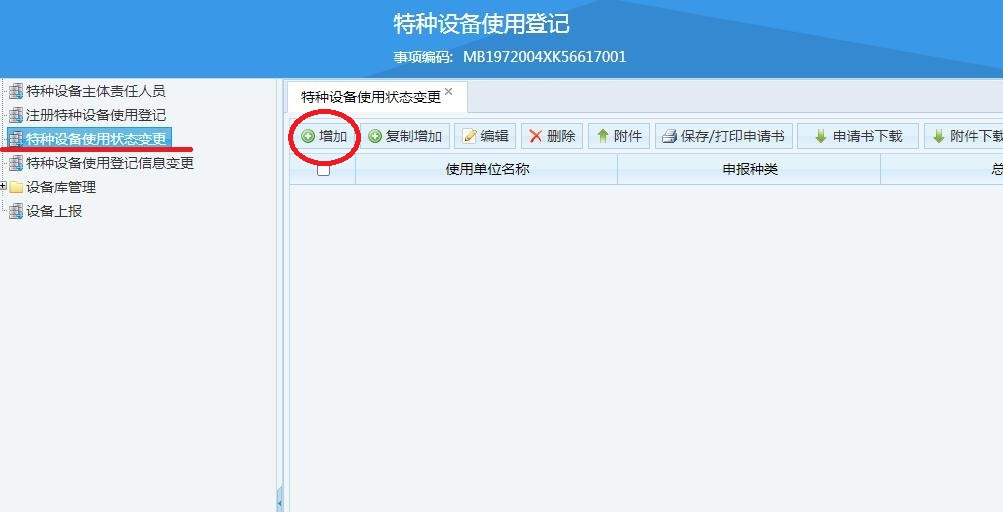 特种设备使用登记
事项编码: MB1972004XK56617001
特种设备主体责任人员
注册特种设备使用登记
特种设备使用状态变更
特种设备使用登记信息变更
设备库管理
设备上报
特种设备使用状态变更
增加 复制增加 编辑 删除 附件 保存/打印申请书 申请书下载 附件下载
使用单位名称 申报种类 总